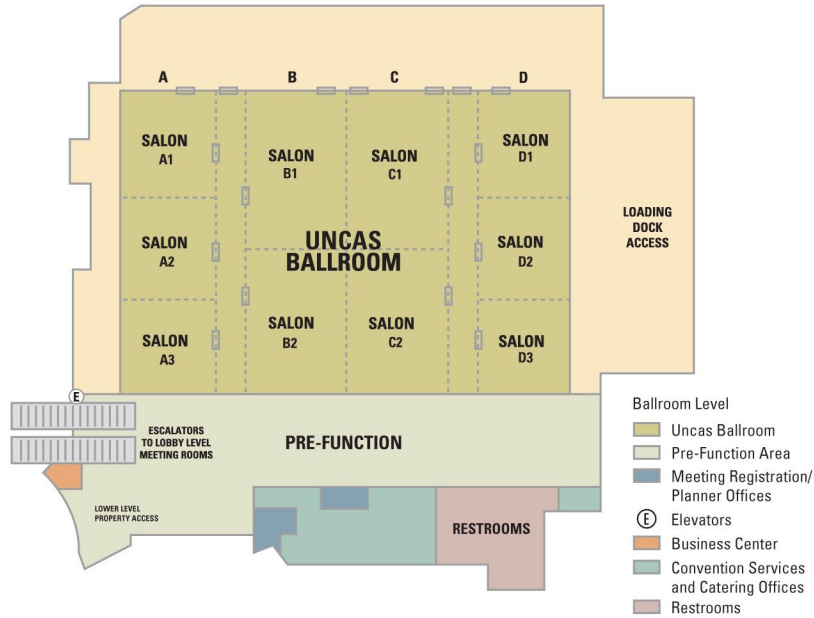 A B C D
SALON
A1
SALON
B1
SALON
C1
SALON
D1
LOADING
DOCK
ACCESS
UNCAS
BALLROOM
SALON
A2
SALON
D2
SALON
A3
SALON
B2
SALON
C2
SALON
D3
E
ESCALATORS
TO LOBBY LEVEL
MEETING ROOMS
PRE-FUNCTION
LOWER LEVEL
PROPERTY ACCESS
RESTROOMS
Ballroom Level
Uncas Ballroom
Pre-Function Area
Meeting Registration/
Planner Offices
E Elevators
Business Center
Convention Services
and Catering Offices
Restrooms